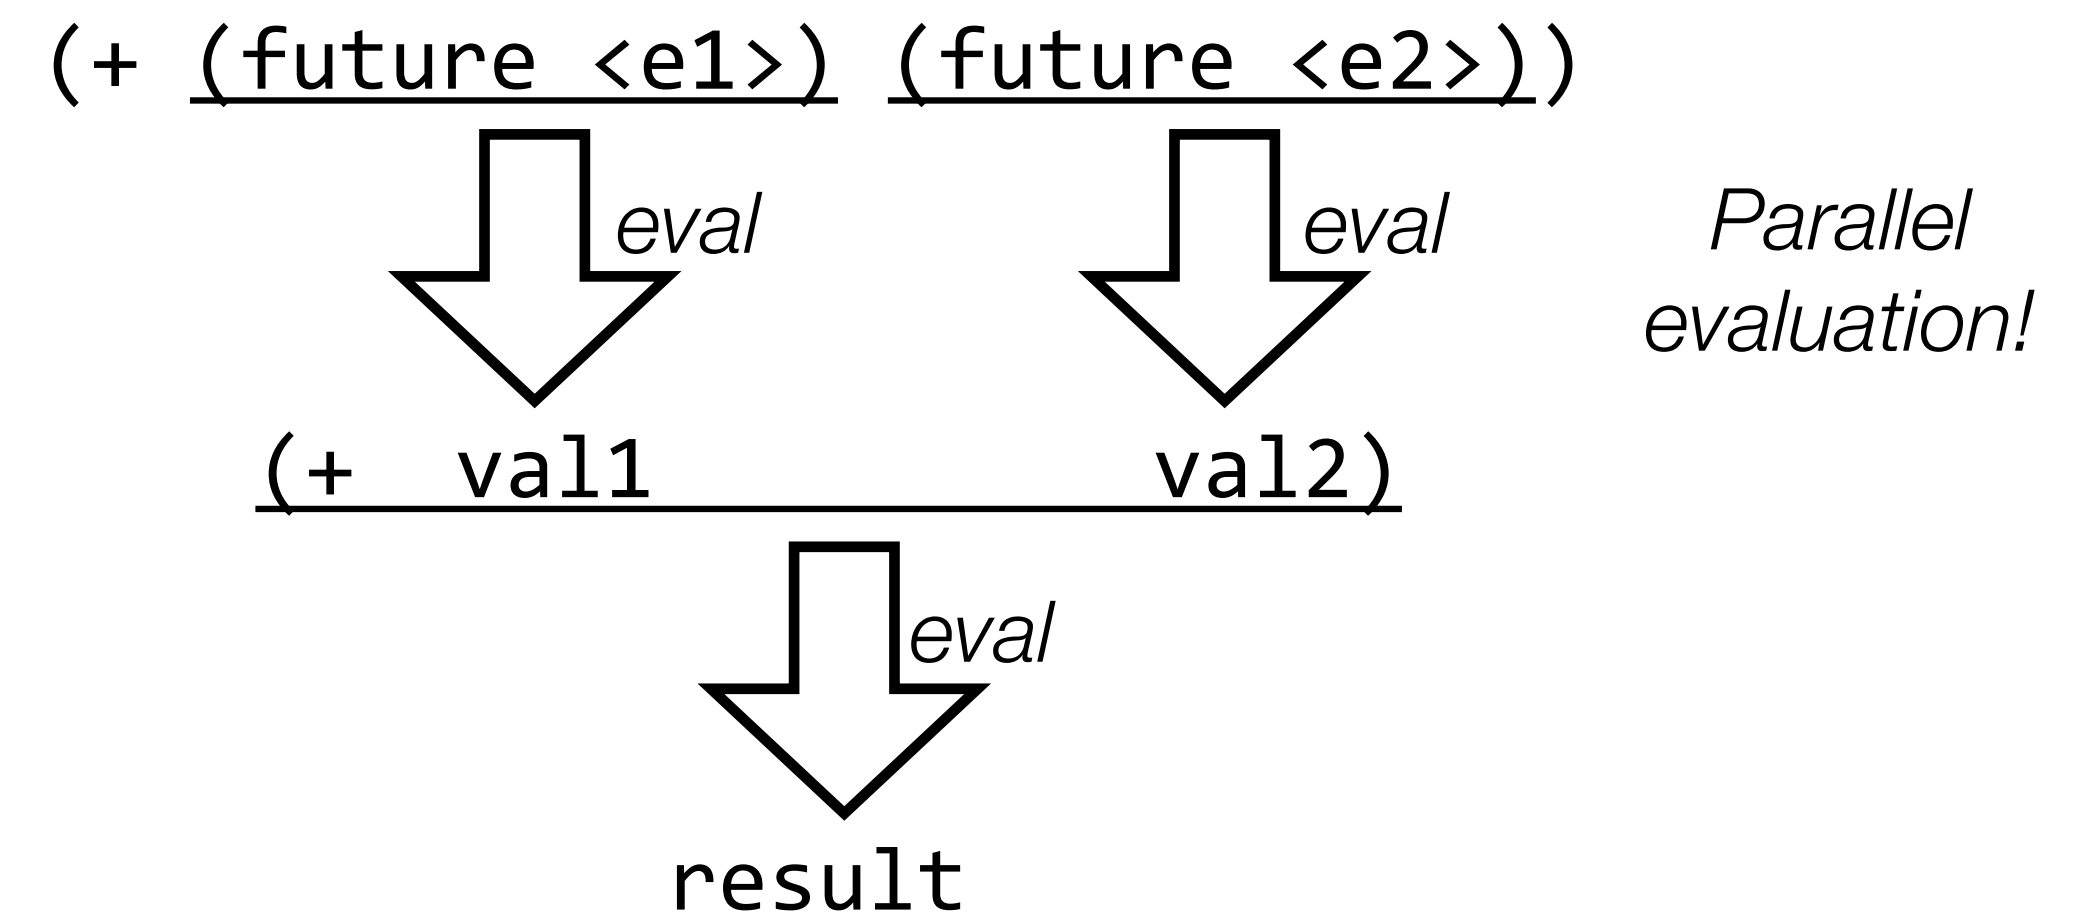 (+ (future <e1>) (future <e2>))
eval
eval
Parallel
evaluation!
(+ val1 val2)
eval
result